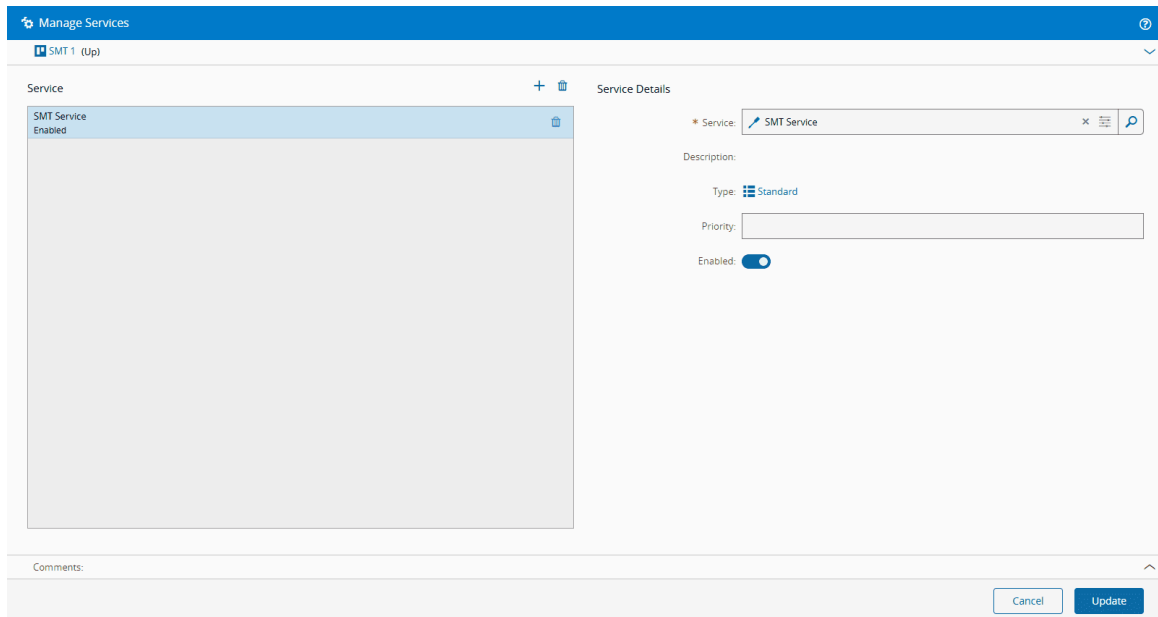 Manage Services
SMT 1 (Up)
Service
SMT Service
Enabled
Service Details
* Service: SMT Service
Description:
Type: Standard
Priority:
Enabled:
Comments:
Cancel Update